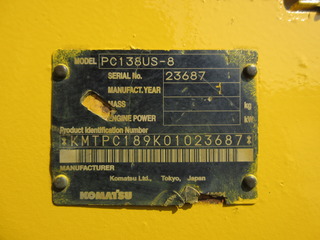 MODEL PC138US-8
SERIAL No. 23687
MANUFACT.YEAR
MASS kg
ENGINE POWER kW
Product Identification Number
*KMTPC189K01023687*
MANUFACTURER
Komatsu Ltd., Tokyo, Japan
KOMATSU